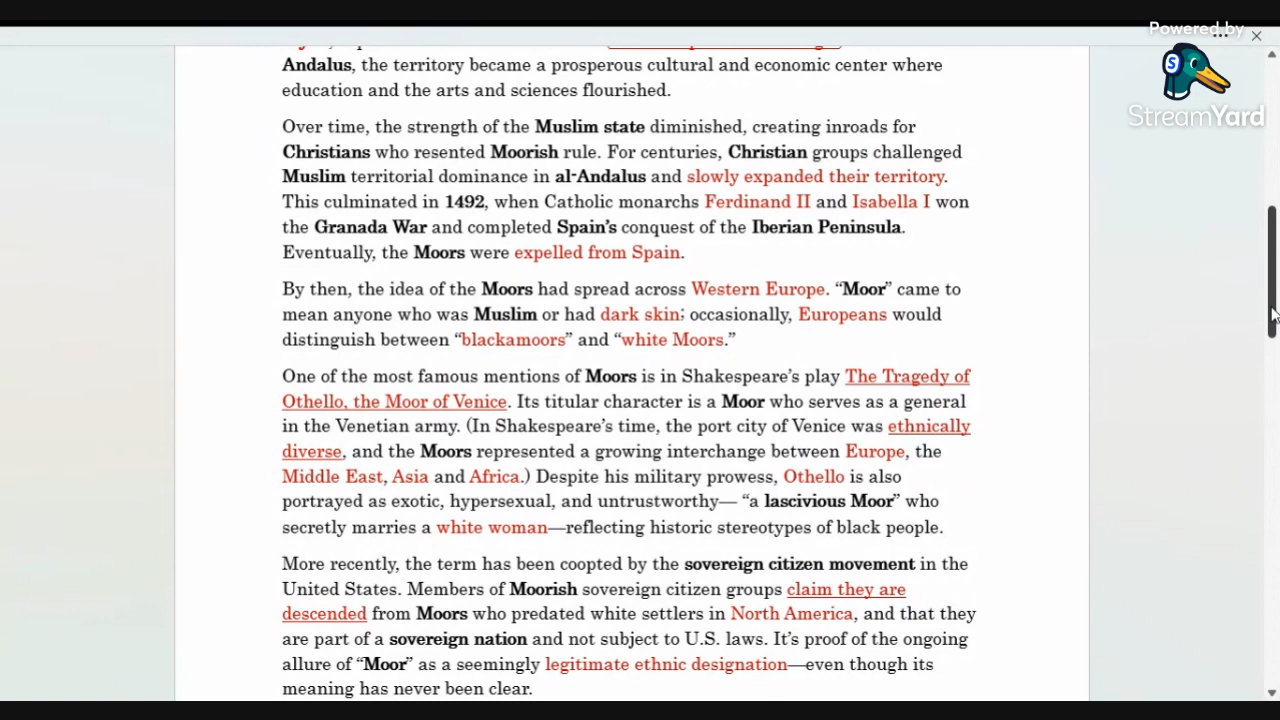 Powered by
StreamYard
Andalus, the territory became a prosperous cultural and economic center where
education and the arts and sciences flourished.
Over time, the strength of the Muslim state diminished, creating inroads for
Christians who resented Moorish rule. For centuries, Christian groups challenged
Muslim territorial dominance in al-Andalus and slowly expanded their territory.
This culminated in 1492, when Catholic monarchs Ferdinand II and Isabella I won
the Granada War and completed Spain's conquest of the Iberian Peninsula.
Eventually, the Moors were expelled from Spain.
By then, the idea of the Moors had spread across Western Europe. “Moor” came to
mean anyone who was Muslim or had dark skin; occasionally, Europeans would
distinguish between “blackamoors” and “white Moors.”
One of the most famous mentions of Moors is in Shakespeare's play The Tragedy of
Othello, the Moor of Venice. Its titular character is a Moor who serves as a general
in the Venetian army. (In Shakespeare's time, the port city of Venice was ethnically
diverse, and the Moors represented a growing interchange between Europe, the
Middle East, Asia and Africa.) Despite his military prowess, Othello is also
portrayed as exotic, hypersexual, and untrustworthy— “a lascivious Moor” who
secretly marries a white woman—reflecting historic stereotypes of black people.
More recently, the term has been coopted by the sovereign citizen movement in the
United States. Members of Moorish sovereign citizen groups claim they are
descended from Moors who predated white settlers in North America, and that they
are part of a sovereign nation and not subject to U.S. laws. It's proof of the ongoing
allure of “Moor” as a seemingly legitimate ethnic designation—even though its
meaning has never been clear.